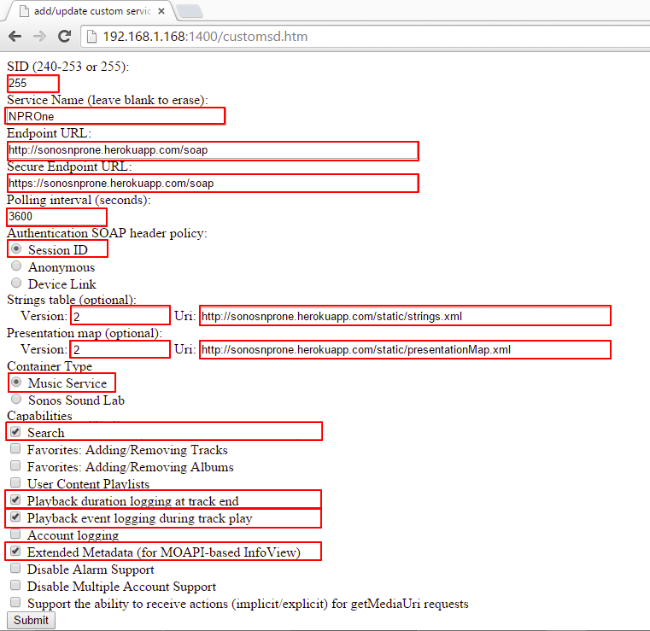 add/update custom servic
192.168.1.168:1400/customsd.htm
SID (240-253 or 255):
255
Service Name (leave blank to erase):
NPROne
Endpoint URL:
http://sonosnprone.herokuapp.com/soap
Secure Endpoint URL:
https://sonosnprone.herokuapp.com/soap
Polling interval (seconds):
3600
Authentication SOAP header policy:
Session ID
Anonymous
Device Link
Strings table (optional):
Version: 2 Uri: http://sonosnprone.herokuapp.com/static/strings.xml
Presentation map (optional):
Version: 2 Uri: http://sonosnprone.herokuapp.com/static/presentationMap.xml
Container Type
Music Service
Sonos Sound Lab
Capabilities
Search
Favorites: Adding/Removing Tracks
Favorites: Adding/Removing Albums
User Content Playlists
Playback duration logging at track end
Playback event logging during track play
Account logging
Extended Metadata (for MOAPI-based InfoView)
Disable Alarm Support
Disable Multiple Account Support
Support the ability to receive actions (implicit/explicit) for getMediaUri requests
Submit